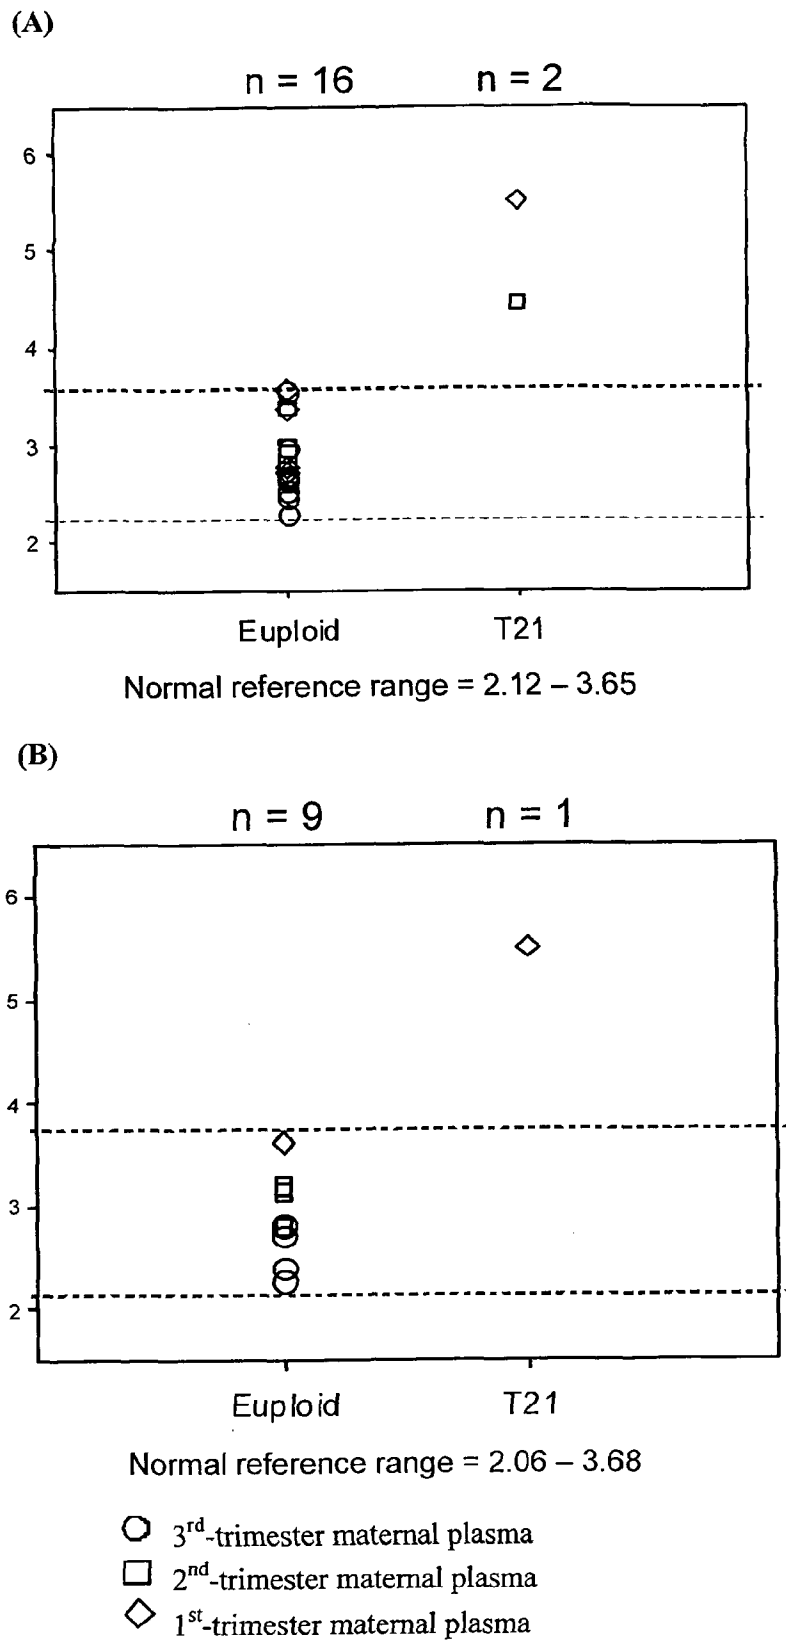 (A)
n = 16 n = 2
6
5
4
3
2
Euploid T21
Normal reference range = 2.12 – 3.65
(B)
n = 9 n = 1
6
5
4
3
2
Euploid T21
Normal reference range = 2.06 – 3.68
3rd-trimester maternal plasma
2nd-trimester maternal plasma
1st-trimester maternal plasma